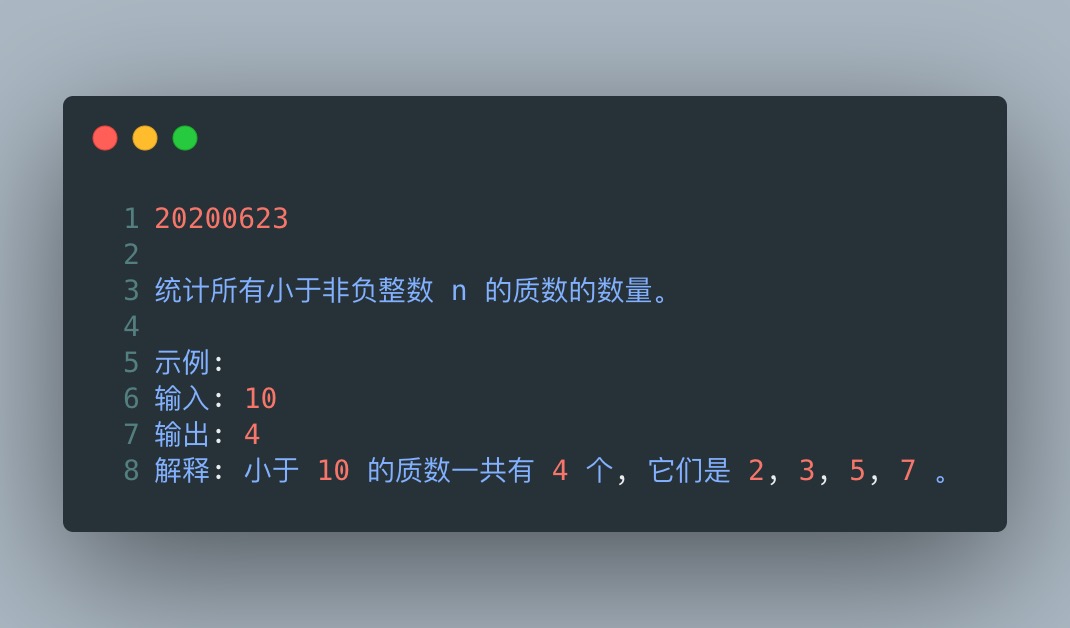 1 20200623
2
3 统计所有小于非负整数 n 的质数的数量。
4
5 示例:
6 输入: 10
7 输出: 4
8 解释: 小于 10 的质数一共有 4 个, 它们是 2, 3, 5, 7 。